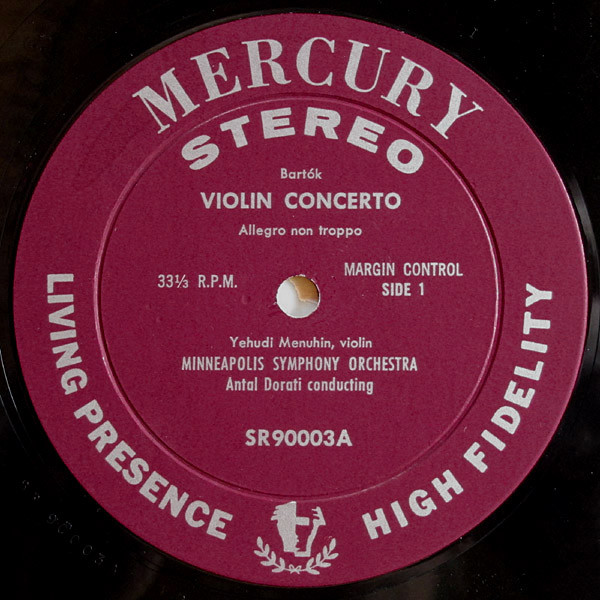 MERCURY
STEREO
Bartók
VIOLIN CONCERTO
Allegro non troppo
33⅓ R.P.M.
MARGIN CONTROL
SIDE 1
Yehudi Menuhin, violin
MINNEAPOLIS SYMPHONY ORCHESTRA
Antal Dorati conducting
SR90003A
LIVING PRESENCE
HIGH FIDELITY